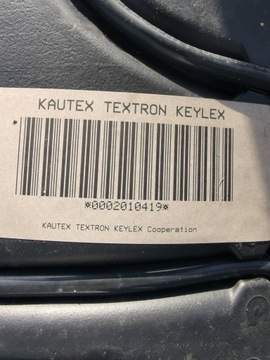 KAUTEX TEXTRON KEYLEX
*0002010419*
KAUTEX TEXTRON KEYLEX Cooperation